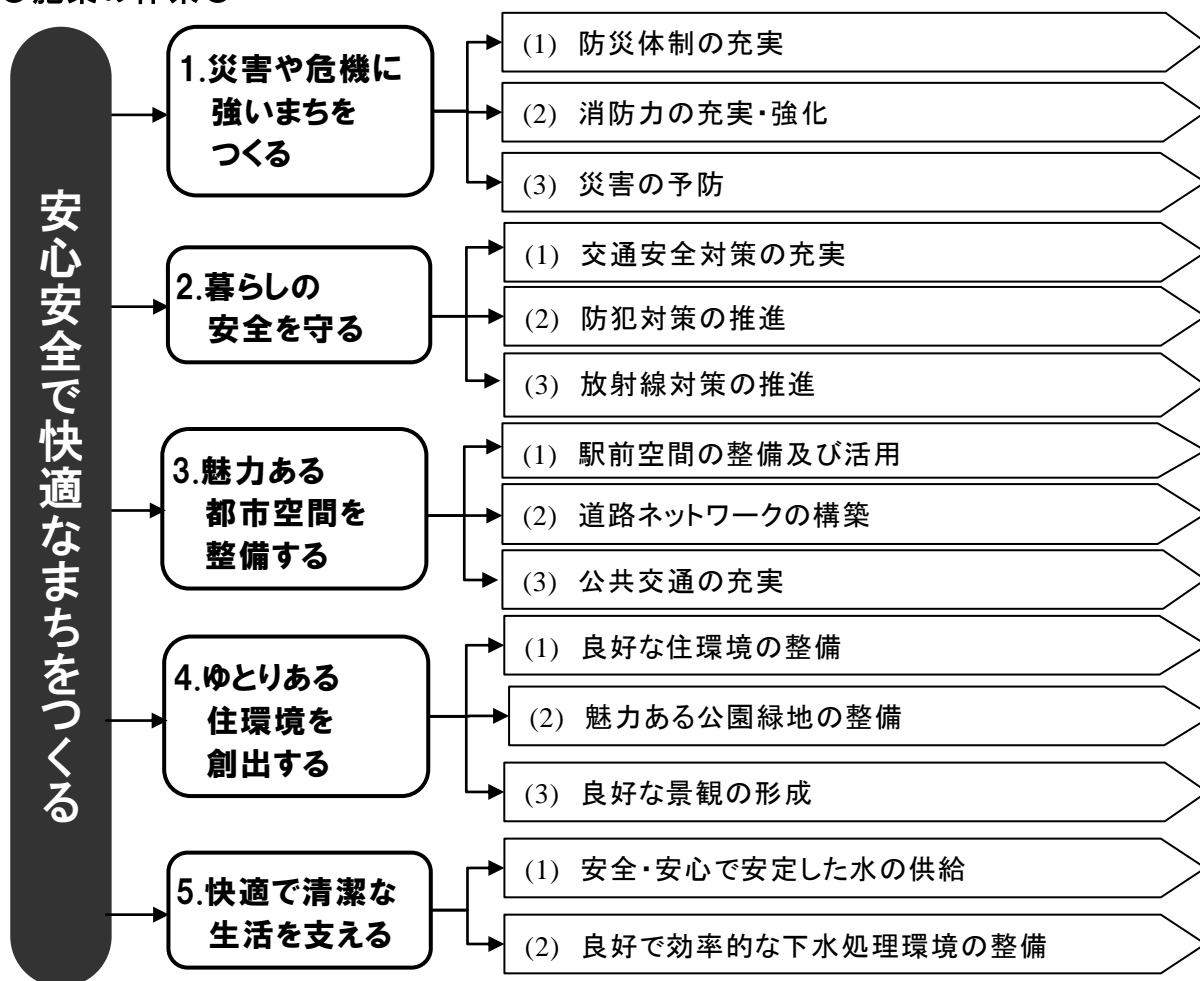 安心安全で快適なまちをつくる
1.災害や危機に
強いまちを
つくる
(1) 防災体制の充実
(2) 消防力の充実・強化
(3) 災害の予防
2.暮らしの
安全を守る
(1) 交通安全対策の充実
(2) 防犯対策の推進
(3) 放射線対策の推進
3.魅力ある
都市空間を
整備する
(1) 駅前空間の整備及び活用
(2) 道路ネットワークの構築
(3) 公共交通の充実
4.ゆとりある
住環境を
創出する
(1) 良好な住環境の整備
(2) 魅力ある公園緑地の整備
(3) 良好な景観の形成
5.快適で清潔な
生活を支える
(1) 安全・安心で安定した水の供給
(2) 良好で効率的な下水処理環境の整備